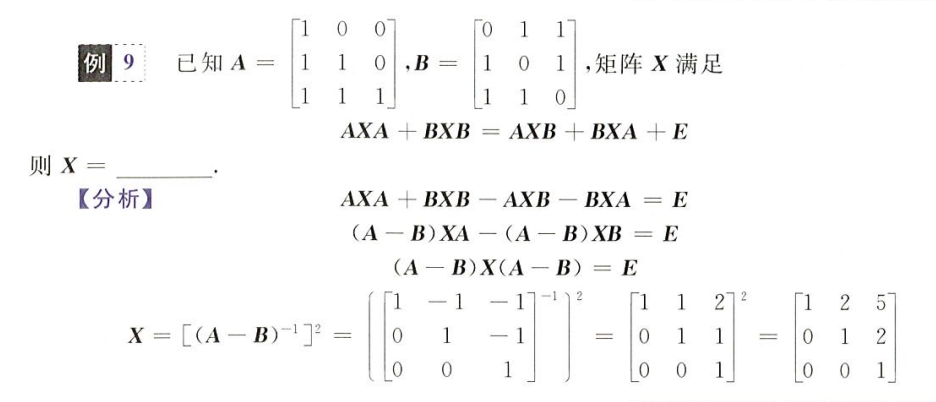 例 9 已知 A = [1 0 0; 1 1 0; 1 1 1], B = [0 1 1; 1 0 1; 1 1 0], 矩阵 X 满足
AXA + BXB = AXB + BXA + E
则 X = ________.
【分析】 AXA + BXB − AXB − BXA = E
(A − B)XA − (A − B)XB = E
(A − B)X(A − B) = E
X = [(A − B)⁻¹]² = ([1 −1 −1; 0 1 −1; 0 0 1]⁻¹)² = [1 1 2; 0 1 1; 0 0 1]² = [1 2 5; 0 1 2; 0 0 1]